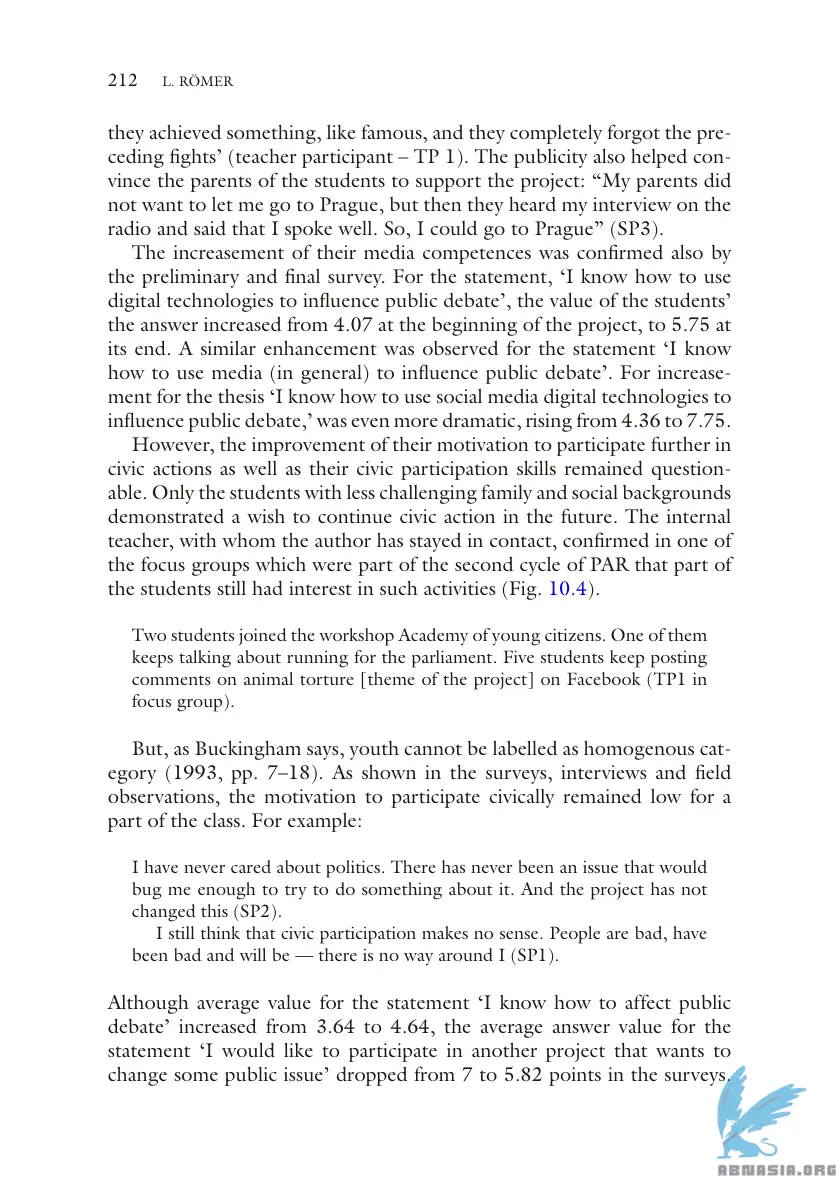 212 L. RÖMER
they achieved something, like famous, and they completely forgot the pre-
ceding fights’ (teacher participant – TP 1). The publicity also helped con-
vince the parents of the students to support the project: “My parents did
not want to let me go to Prague, but then they heard my interview on the
radio and said that I spoke well. So, I could go to Prague” (SP3).
The increasement of their media competences was confirmed also by
the preliminary and final survey. For the statement, ‘I know how to use
digital technologies to influence public debate’, the value of the students’
the answer increased from 4.07 at the beginning of the project, to 5.75 at
its end. A similar enhancement was observed for the statement ‘I know
how to use media (in general) to influence public debate’. For increase-
ment for the thesis ‘I know how to use social media digital technologies to
influence public debate,’ was even more dramatic, rising from 4.36 to 7.75.
However, the improvement of their motivation to participate further in
civic actions as well as their civic participation skills remained question-
able. Only the students with less challenging family and social backgrounds
demonstrated a wish to continue civic action in the future. The internal
teacher, with whom the author has stayed in contact, confirmed in one of
the focus groups which were part of the second cycle of PAR that part of
the students still had interest in such activities (Fig. 10.4).
Two students joined the workshop Academy of young citizens. One of them
keeps talking about running for the parliament. Five students keep posting
comments on animal torture [theme of the project] on Facebook (TP1 in
focus group).
But, as Buckingham says, youth cannot be labelled as homogenous cat-
egory (1993, pp. 7–18). As shown in the surveys, interviews and field
observations, the motivation to participate civically remained low for a
part of the class. For example:
I have never cared about politics. There has never been an issue that would
bug me enough to try to do something about it. And the project has not
changed this (SP2).
I still think that civic participation makes no sense. People are bad, have
been bad and will be — there is no way around I (SP1).
Although average value for the statement ‘I know how to affect public
debate’ increased from 3.64 to 4.64, the average answer value for the
statement ‘I would like to participate in another project that wants to
change some public issue’ dropped from 7 to 5.82 points in the surveys.
ABNASIA.ORG